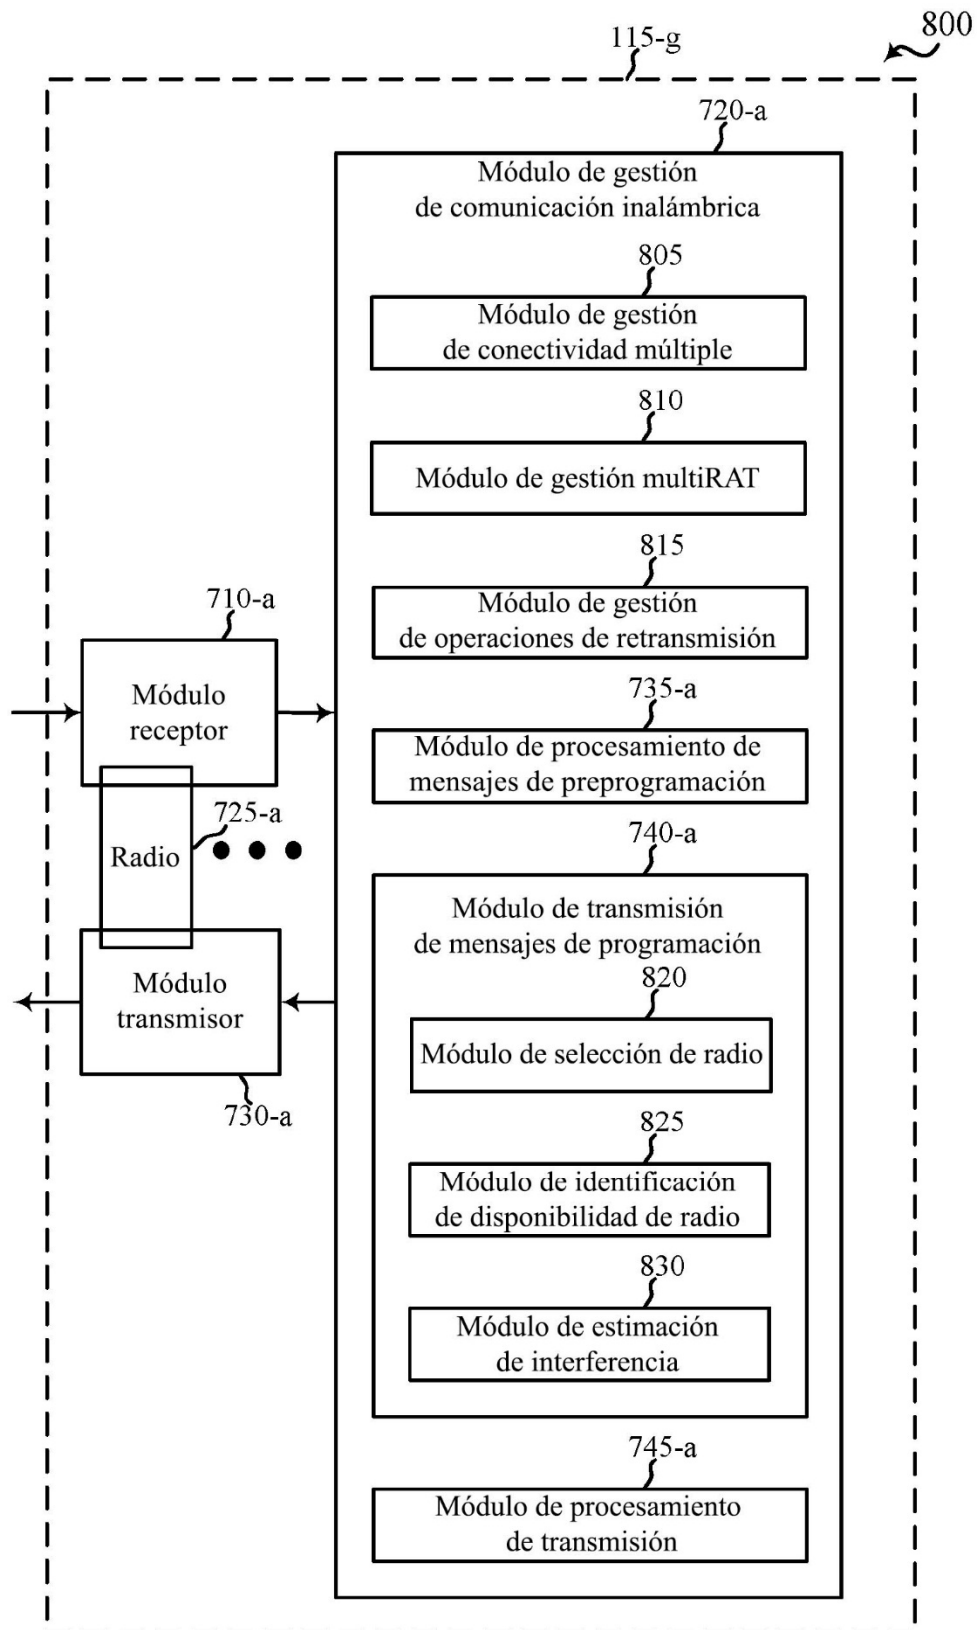 800
115-g
720-a
Módulo de gestión
de comunicación inalámbrica
805
Módulo de gestión
de conectividad múltiple
810
Módulo de gestión multiRAT
815
Módulo de gestión
de operaciones de retransmisión
710-a
Módulo
receptor
735-a
Módulo de procesamiento de
mensajes de preprogramación
725-a
Radio
740-a
Módulo de transmisión
de mensajes de programación
Módulo
transmisor
730-a
820
Módulo de selección de radio
825
Módulo de identificación
de disponibilidad de radio
830
Módulo de estimación
de interferencia
745-a
Módulo de procesamiento
de transmisión